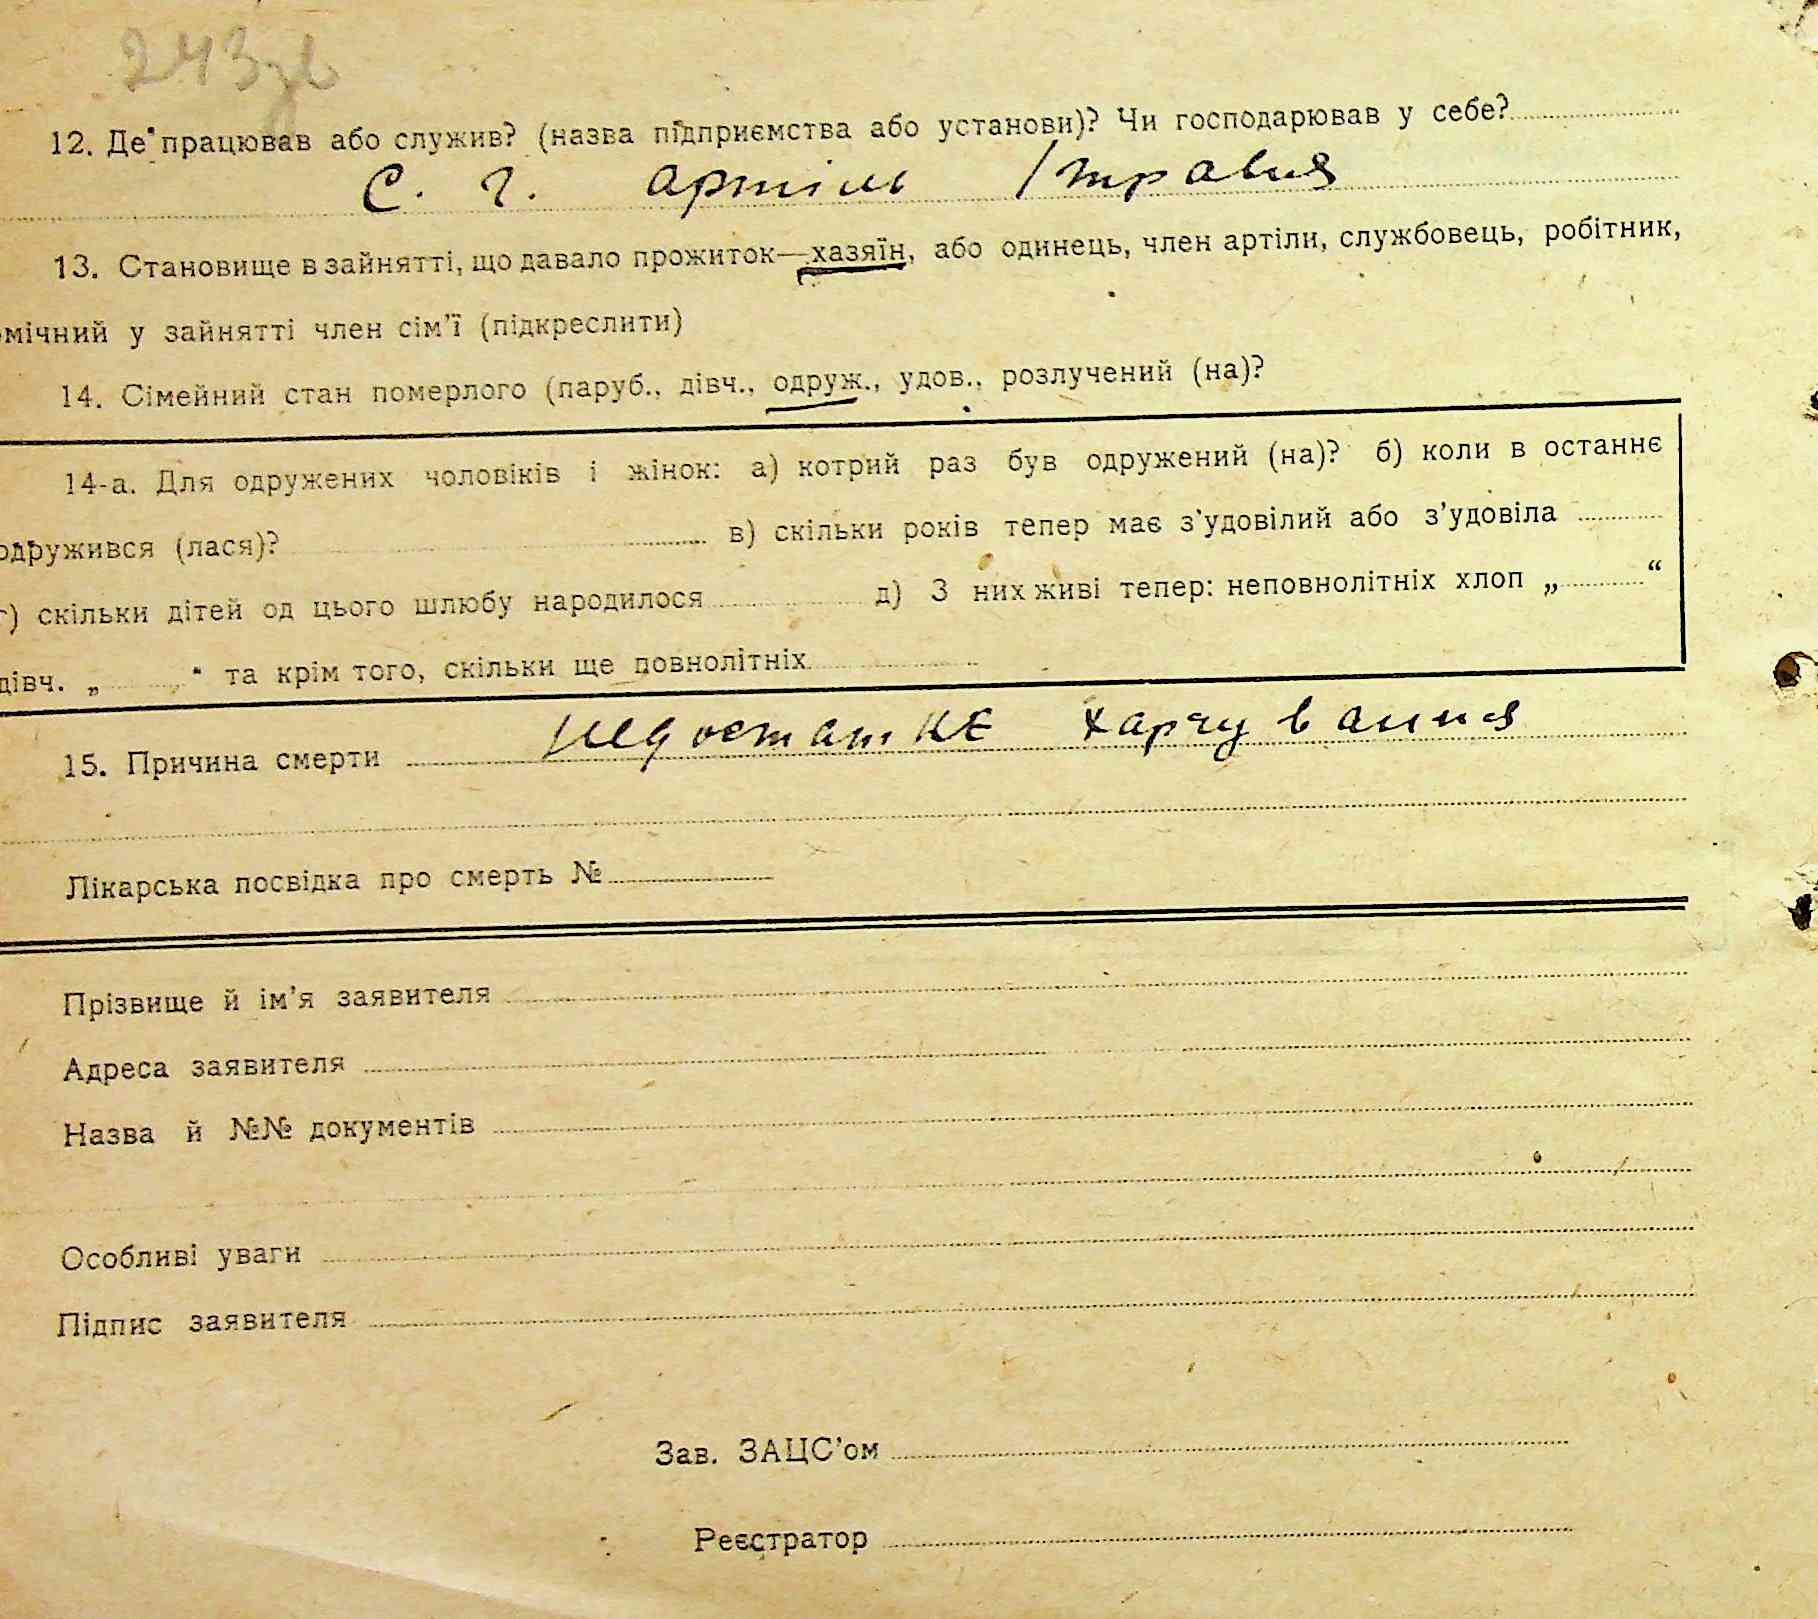 243зв
12. Де працював або служив? (назва підприємства або установи)? Чи господарював у себе?
С. г. артіль 1 травня
13. Становище в зайнятті, що давало прожиток—хазяїн, або одинець, член артіли, службовець, робітник,
омічний у зайнятті член сім'ї (підкреслити)
14. Сімейний стан померлого (паруб., дівч., одруж., удов., розлучений (на)?
14-а. Для одружених чоловіків і жінок: а) котрий раз був одружений (на)? б) коли в останнє
одружився (лася)? в) скільки років тепер має з'удовілий або з'удовіла
г) скільки дітей од цього шлюбу народилося д) З них живі тепер: неповнолітніх хлоп „ “
дівч. „ “ та крім того, скільки ще повнолітніх
15. Причина смерти недостатнє харчування
Лікарська посвідка про смерть №
Прізвище й ім'я заявителя
Адреса заявителя
Назва й №№ документів
Особливі уваги
Підпис заявителя
Зав. ЗАЦС'ом
Реєстратор